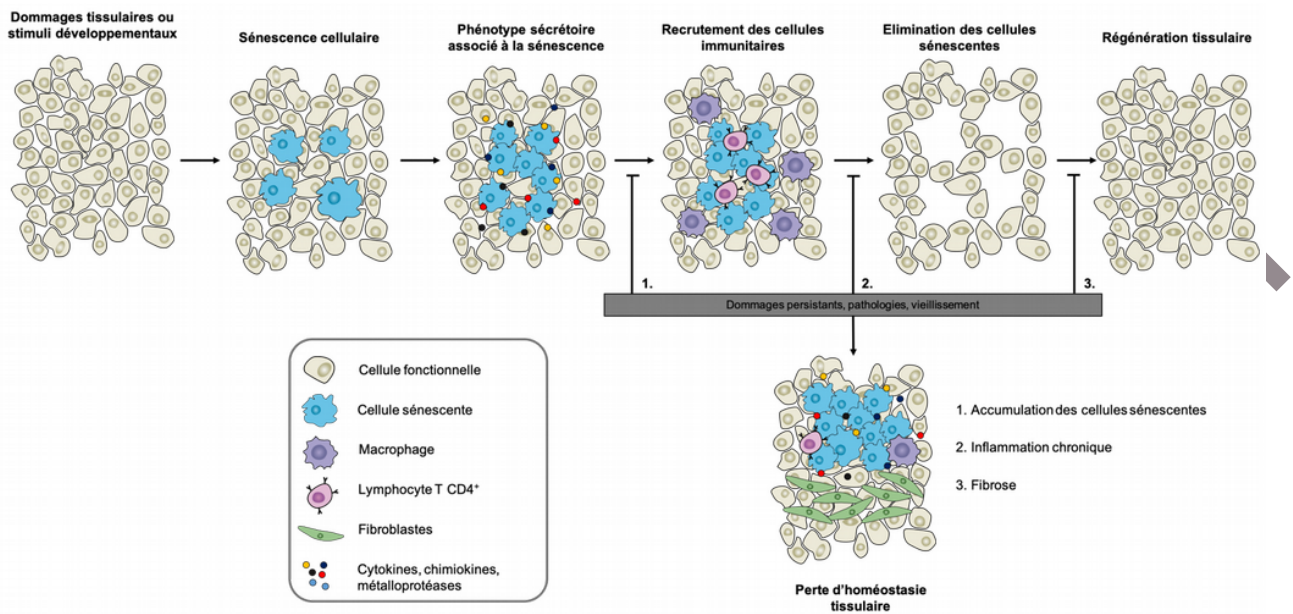 Dommages tissulaires ou
stimuli développementaux
Sénescence cellulaire
Phénotype sécrétoire
associé à la sénescence
Recrutement des cellules
immunitaires
Elimination des cellules
sénescentes
Régénération tissulaire
1.
2.
3.
Dommages persistants, pathologies, vieillissement
Cellule fonctionnelle
Cellule sénescente
Macrophage
Lymphocyte T CD4⁺
Fibroblastes
Cytokines, chimiokines,
métalloprotéases
1. Accumulation des cellules sénescentes
2. Inflammation chronique
3. Fibrose
Perte d'homéostasie
tissulaire